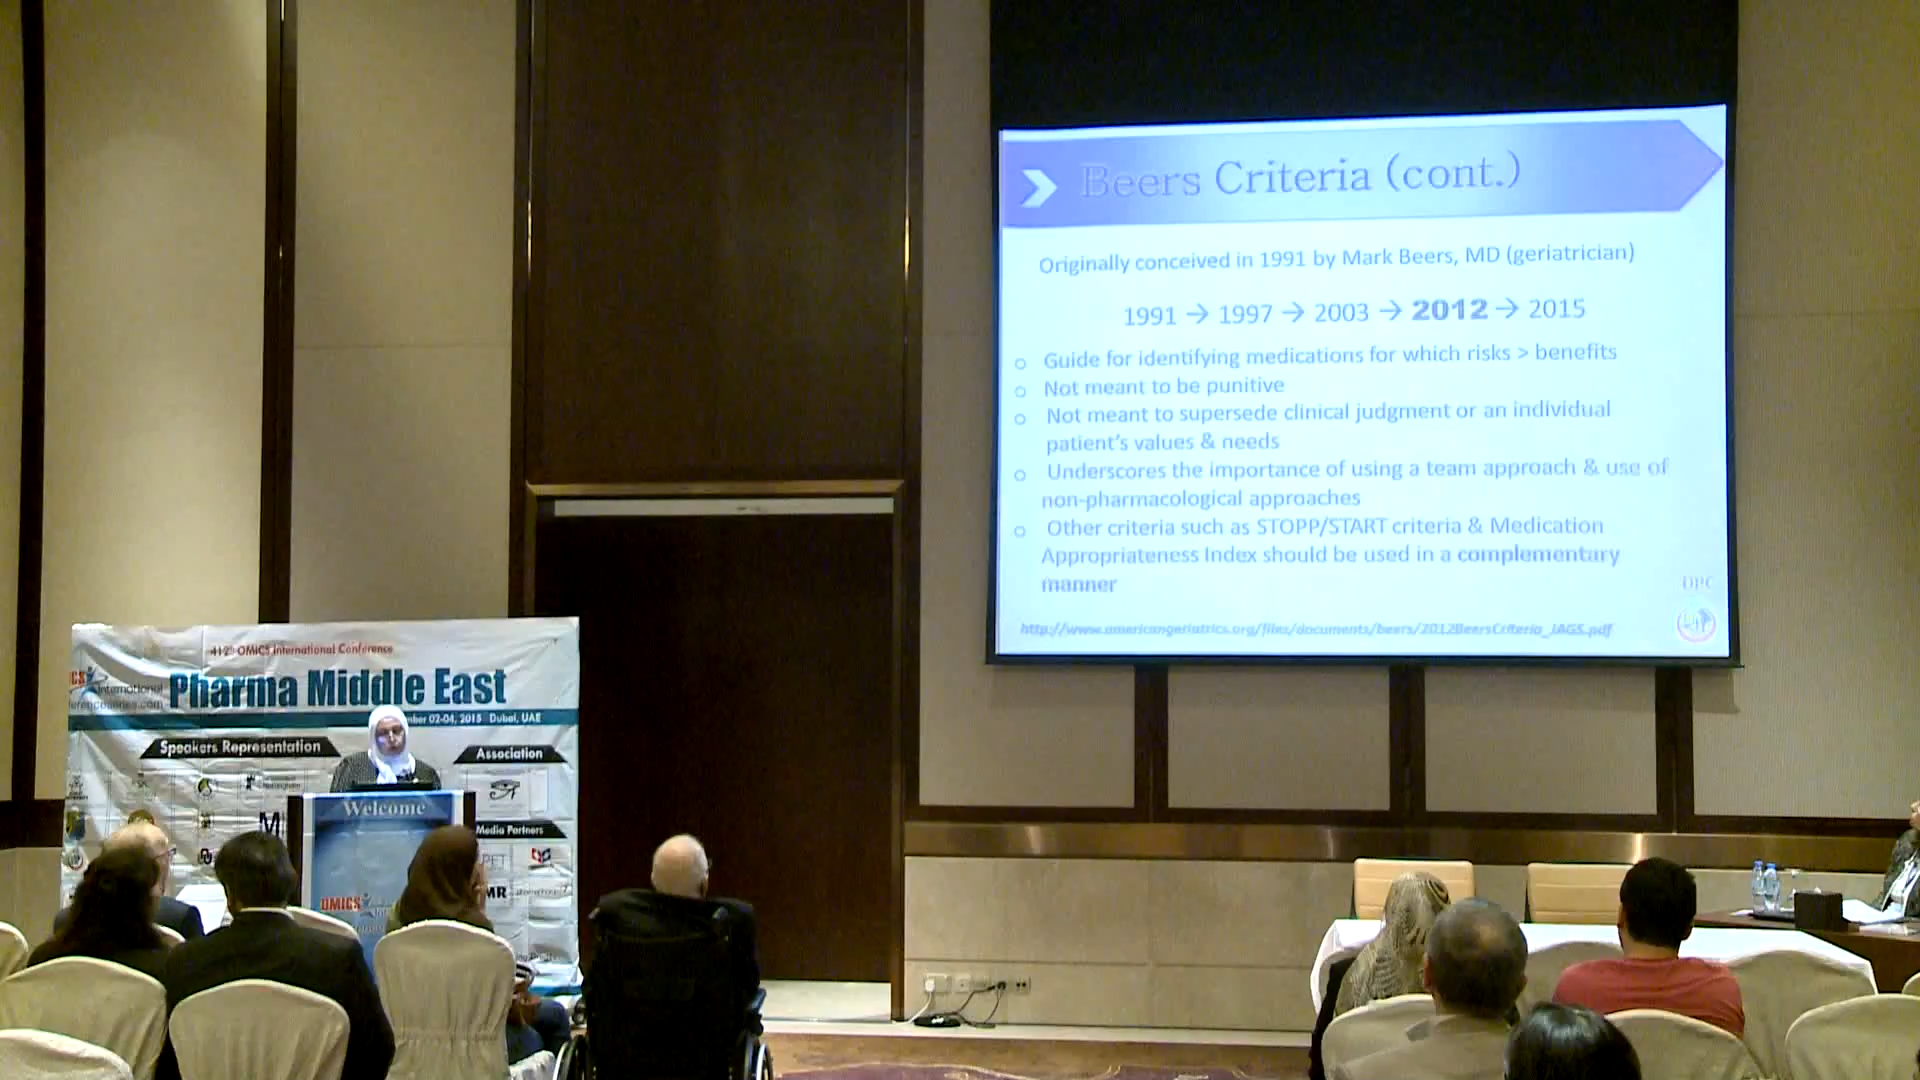 Beers Criteria (cont.)
Originally conceived in 1991 by Mark Beers, MD (geriatrician)
1991 → 1997 → 2003 → 2012 → 2015
Guide for identifying medications for which risks > benefits
Not meant to be punitive
Not meant to supersede clinical judgment or an individual
patient's values & needs
Underscores the importance of using a team approach & use of
non-pharmacological approaches
Other criteria such as STOPP/START criteria & Medication
Appropriateness Index should be used in a complementary
manner
DPC
http://www.americangeriatrics.org/files/documents/beers/2012BeersCriteria_JAGS.pdf
412th OMICS International Conference
International
Pharma Middle East
02-04, 2015 Dubai, UAE
Speakers Representation
Association
Welcome
Media Partners
OMICS